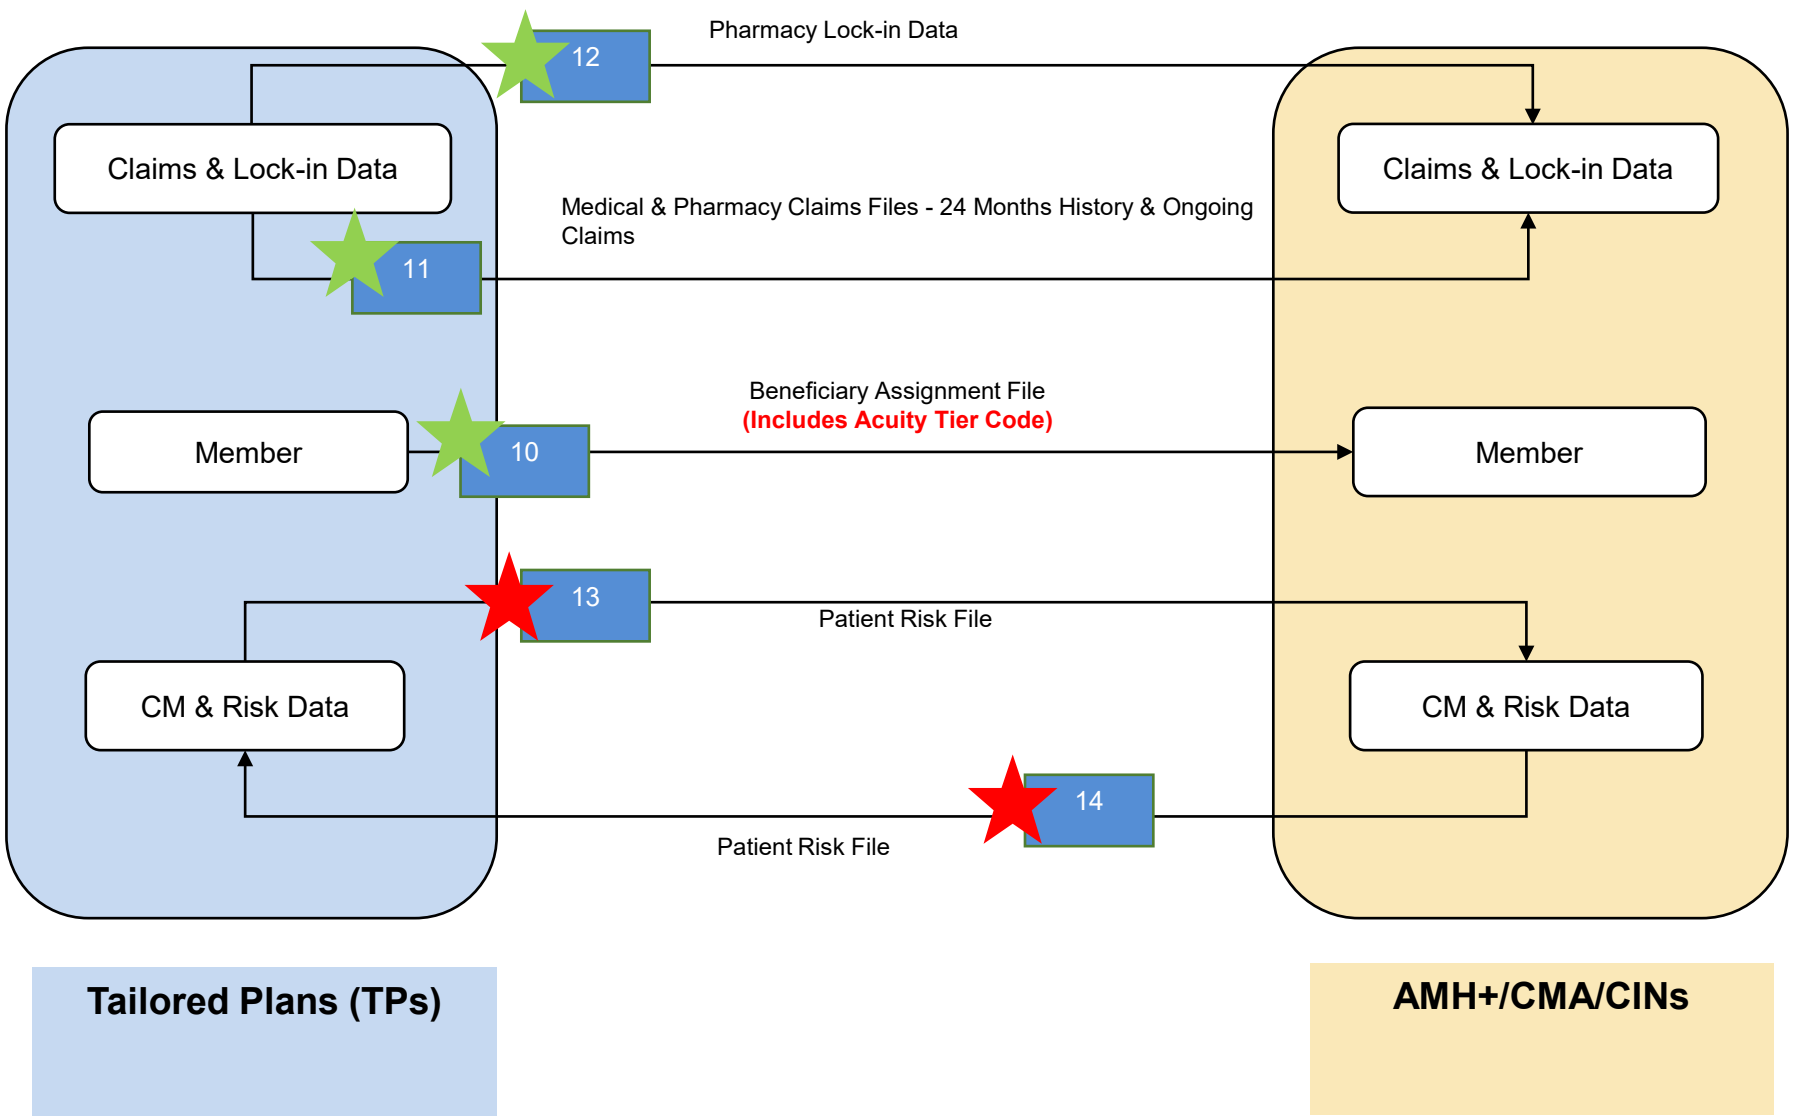 Pharmacy Lock-in Data
12
Claims & Lock-in Data
Claims & Lock-in Data
Medical & Pharmacy Claims Files - 24 Months History & Ongoing
Claims
11
Beneficiary Assignment File
(Includes Acuity Tier Code)
Member
10
Member
13
Patient Risk File
CM & Risk Data
CM & Risk Data
14
Patient Risk File
Tailored Plans (TPs)
AMH+/CMA/CINs